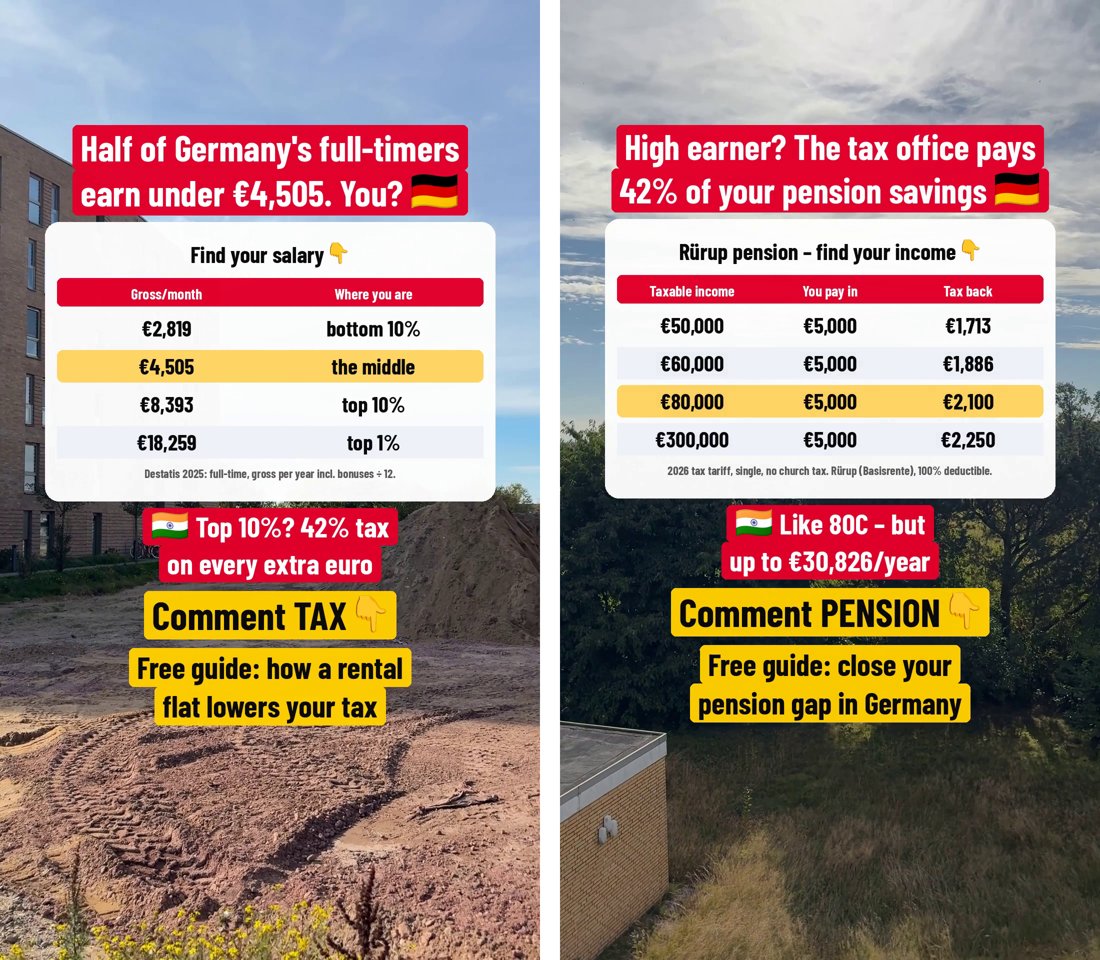 Half of Germany's full-timers
earn under €4,505. You? 🇩🇪
Find your salary 👇
Gross/month Where you are
€2,819 bottom 10%
€4,505 the middle
€8,393 top 10%
€18,259 top 1%
Destatis 2025: full-time, gross per year incl. bonuses ÷ 12.
🇮🇳 Top 10%? 42% tax
on every extra euro
Comment TAX 👇
Free guide: how a rental
flat lowers your tax
High earner? The tax office pays
42% of your pension savings 🇩🇪
Rürup pension – find your income 👇
Taxable income You pay in Tax back
€50,000 €5,000 €1,713
€60,000 €5,000 €1,886
€80,000 €5,000 €2,100
€300,000 €5,000 €2,250
2026 tax tariff, single, no church tax. Rürup (Basisrente), 100% deductible.
🇮🇳 Like 80C – but
up to €30,826/year
Comment PENSION 👇
Free guide: close your
pension gap in Germany